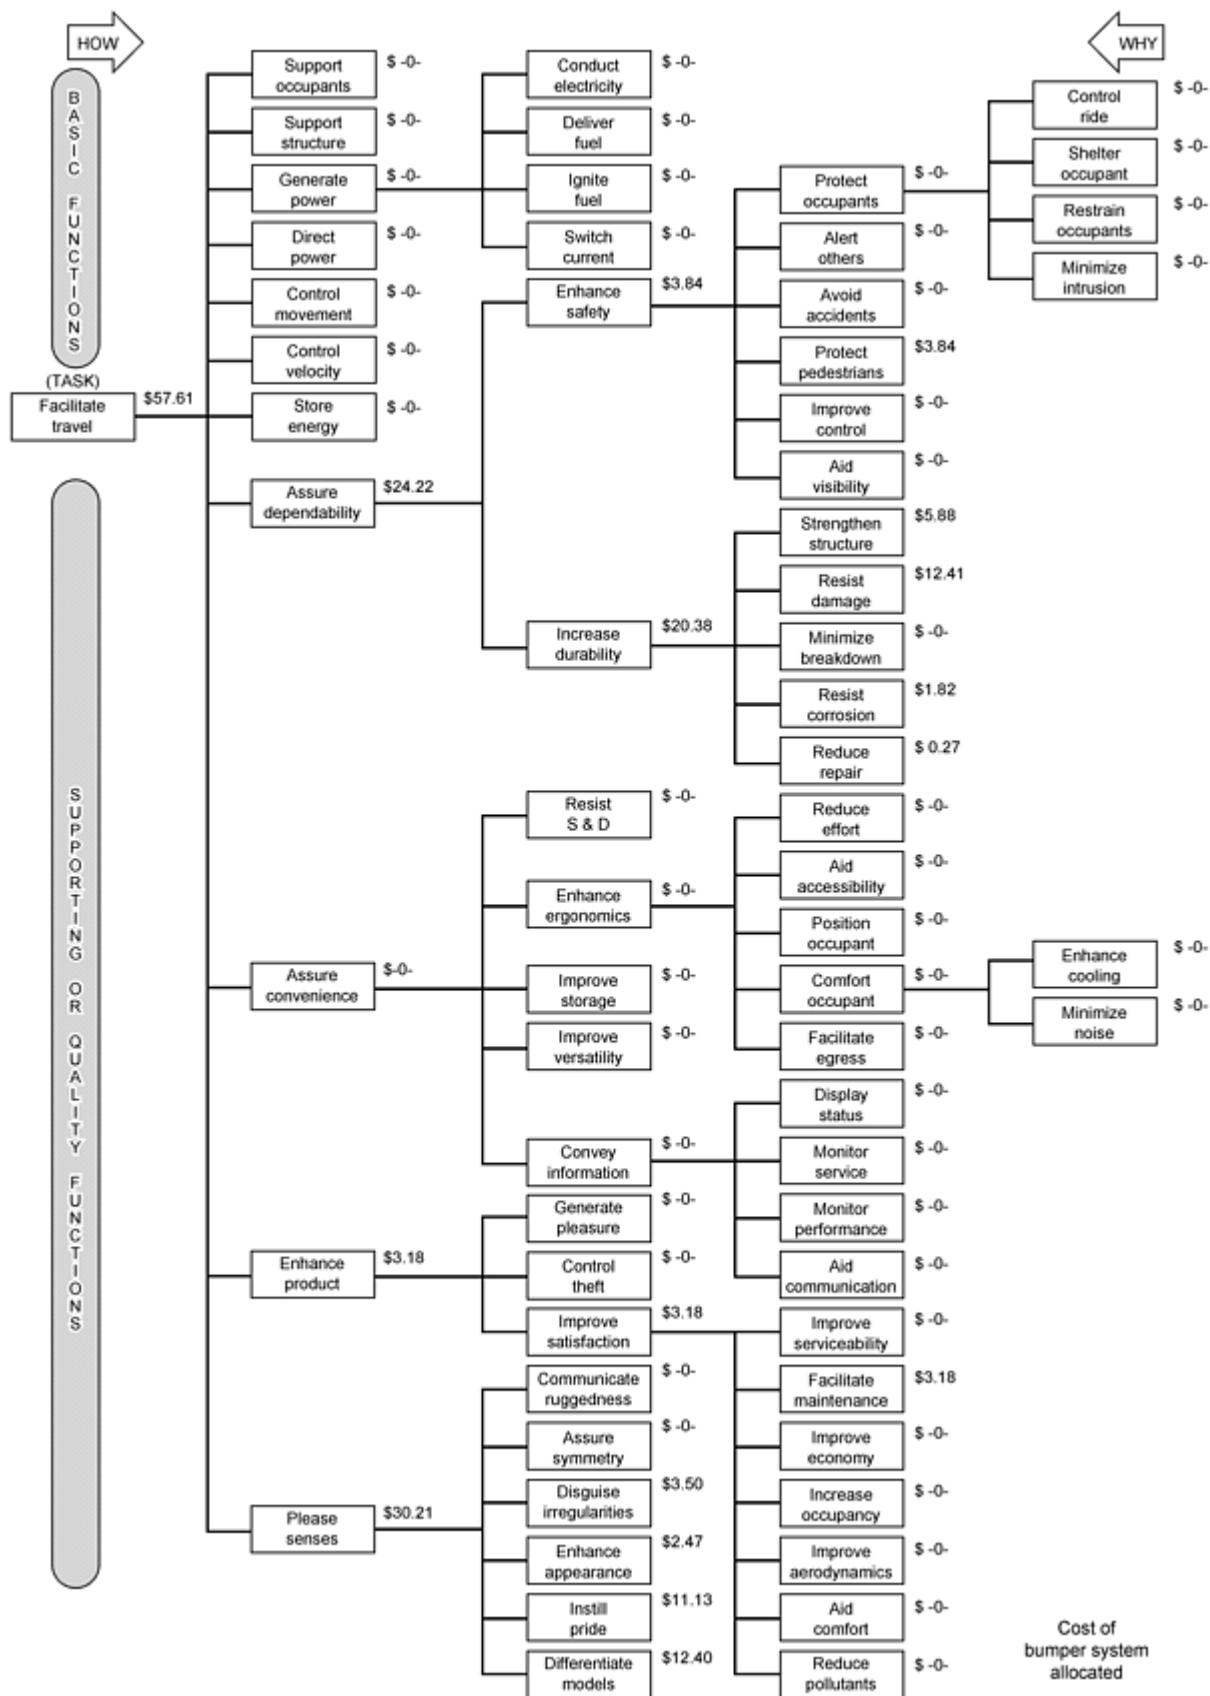 HOW
WHY
BASIC FUNCTIONS
(TASK)
Facilitate
travel
$57.61
SUPPORTING OR QUALITY FUNCTIONS
Support
occupants
$ -0-
Support
structure
$ -0-
Generate
power
$ -0-
Direct
power
$ -0-
Control
movement
$ -0-
Control
velocity
$ -0-
Store
energy
$ -0-
Assure
dependability
$24.22
Assure
convenience
$-0-
Enhance
product
$3.18
Please
senses
$30.21
Conduct
electricity
$ -0-
Deliver
fuel
$ -0-
Ignite
fuel
$ -0-
Switch
current
$ -0-
Enhance
safety
$3.84
Increase
durability
$20.38
Resist
S & D
$ -0-
Enhance
ergonomics
$ -0-
Improve
storage
$ -0-
Improve
versatility
$ -0-
Convey
information
$ -0-
Generate
pleasure
$ -0-
Control
theft
$ -0-
Improve
satisfaction
$3.18
Communicate
ruggedness
$ -0-
Assure
symmetry
$ -0-
Disguise
irregularities
$3.50
Enhance
appearance
$2.47
Instill
pride
$11.13
Differentiate
models
$12.40
Protect
occupants
$ -0-
Alert
others
$ -0-
Avoid
accidents
$ -0-
Protect
pedestrians
$3.84
Improve
control
$ -0-
Aid
visibility
$ -0-
Strengthen
structure
$5.88
Resist
damage
$12.41
Minimize
breakdown
$ -0-
Resist
corrosion
$1.82
Reduce
repair
$ 0.27
Reduce
effort
$ -0-
Aid
accessibility
$ -0-
Position
occupant
$ -0-
Comfort
occupant
$ -0-
Facilitate
egress
$ -0-
Display
status
$ -0-
Monitor
service
$ -0-
Monitor
performance
$ -0-
Aid
communication
$ -0-
Improve
serviceability
$ -0-
Facilitate
maintenance
$3.18
Improve
economy
$ -0-
Increase
occupancy
$ -0-
Improve
aerodynamics
$ -0-
Aid
comfort
$ -0-
Reduce
pollutants
$ -0-
Control
ride
$ -0-
Shelter
occupant
$ -0-
Restrain
occupants
$ -0-
Minimize
intrusion
$ -0-
Enhance
cooling
$ -0-
Minimize
noise
$ -0-
Cost of
bumper system
allocated